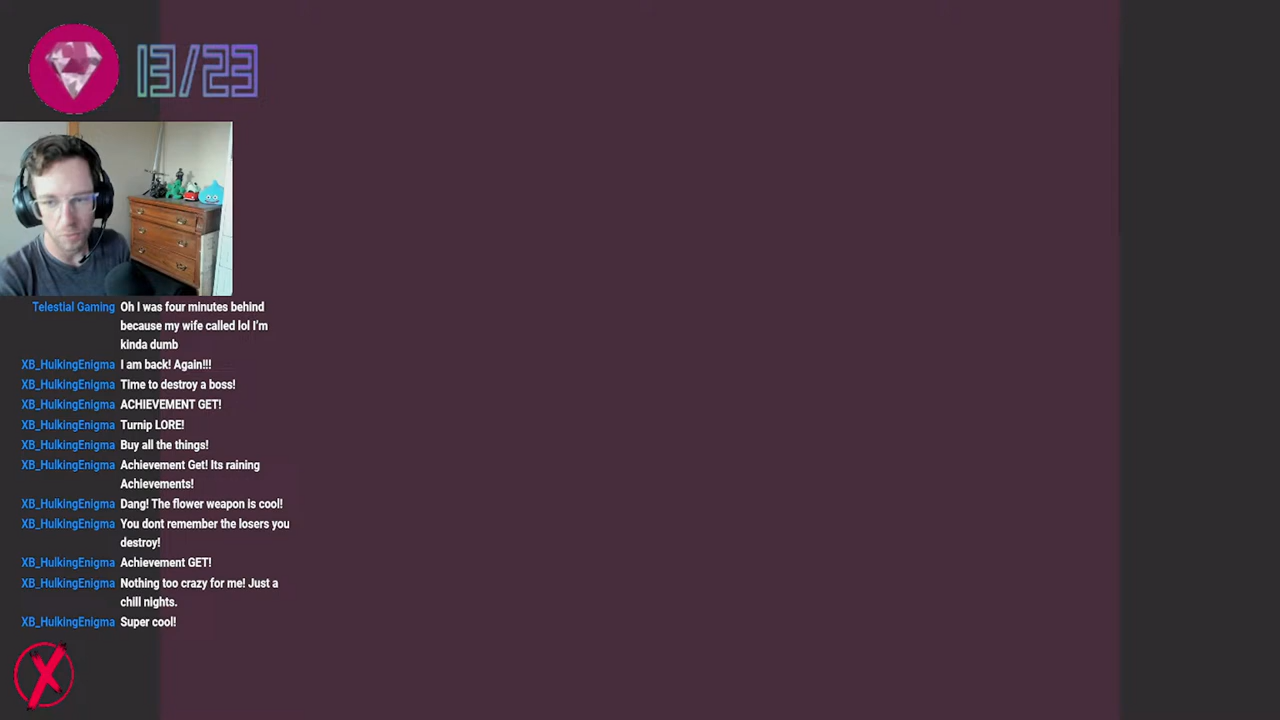 13/23
Telestial Gaming Oh I was four minutes behind
because my wife called lol I'm
kinda dumb
XB_HulkingEnigma I am back! Again!!!
XB_HulkingEnigma Time to destroy a boss!
XB_HulkingEnigma ACHIEVEMENT GET!
XB_HulkingEnigma Turnip LORE!
XB_HulkingEnigma Buy all the things!
XB_HulkingEnigma Achievement Get! Its raining
Achievements!
XB_HulkingEnigma Dang! The flower weapon is cool!
XB_HulkingEnigma You dont remember the losers you
destroy!
XB_HulkingEnigma Achievement GET!
XB_HulkingEnigma Nothing too crazy for me! Just a
chill nights.
XB_HulkingEnigma Super cool!